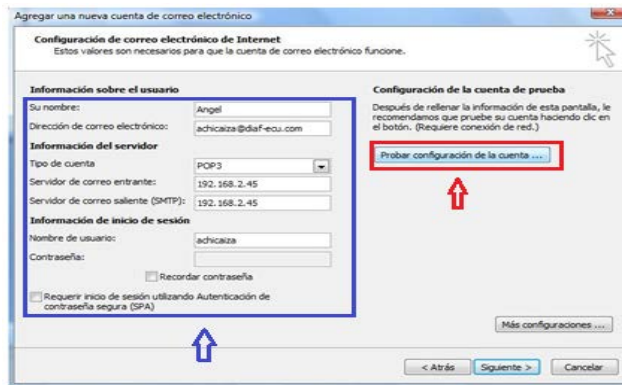 Agregar una nueva cuenta de correo electrónico
Configuración de correo electrónico de Internet
Estos valores son necesarios para que la cuenta de correo electrónico funcione.
Información sobre el usuario
Su nombre:
Angel
Dirección de correo electrónico:
achicaiza@diaf-ecu.com
Información del servidor
Tipo de cuenta
POP3
Servidor de correo entrante:
192.168.2.45
Servidor de correo saliente (SMTP):
192.168.2.45
Información de inicio de sesión
Nombre de usuario:
achicaiza
Contraseña:
Recordar contraseña
Requerir inicio de sesión utilizando Autenticación de
contraseña segura (SPA)
Configuración de la cuenta de prueba
Después de rellenar la información de esta pantalla, le
recomendamos que pruebe su cuenta haciendo clic en
el botón. (Requiere conexión de red.)
Probar configuración de la cuenta ...
Más configuraciones ...
< Atrás
Siguiente >
Cancelar